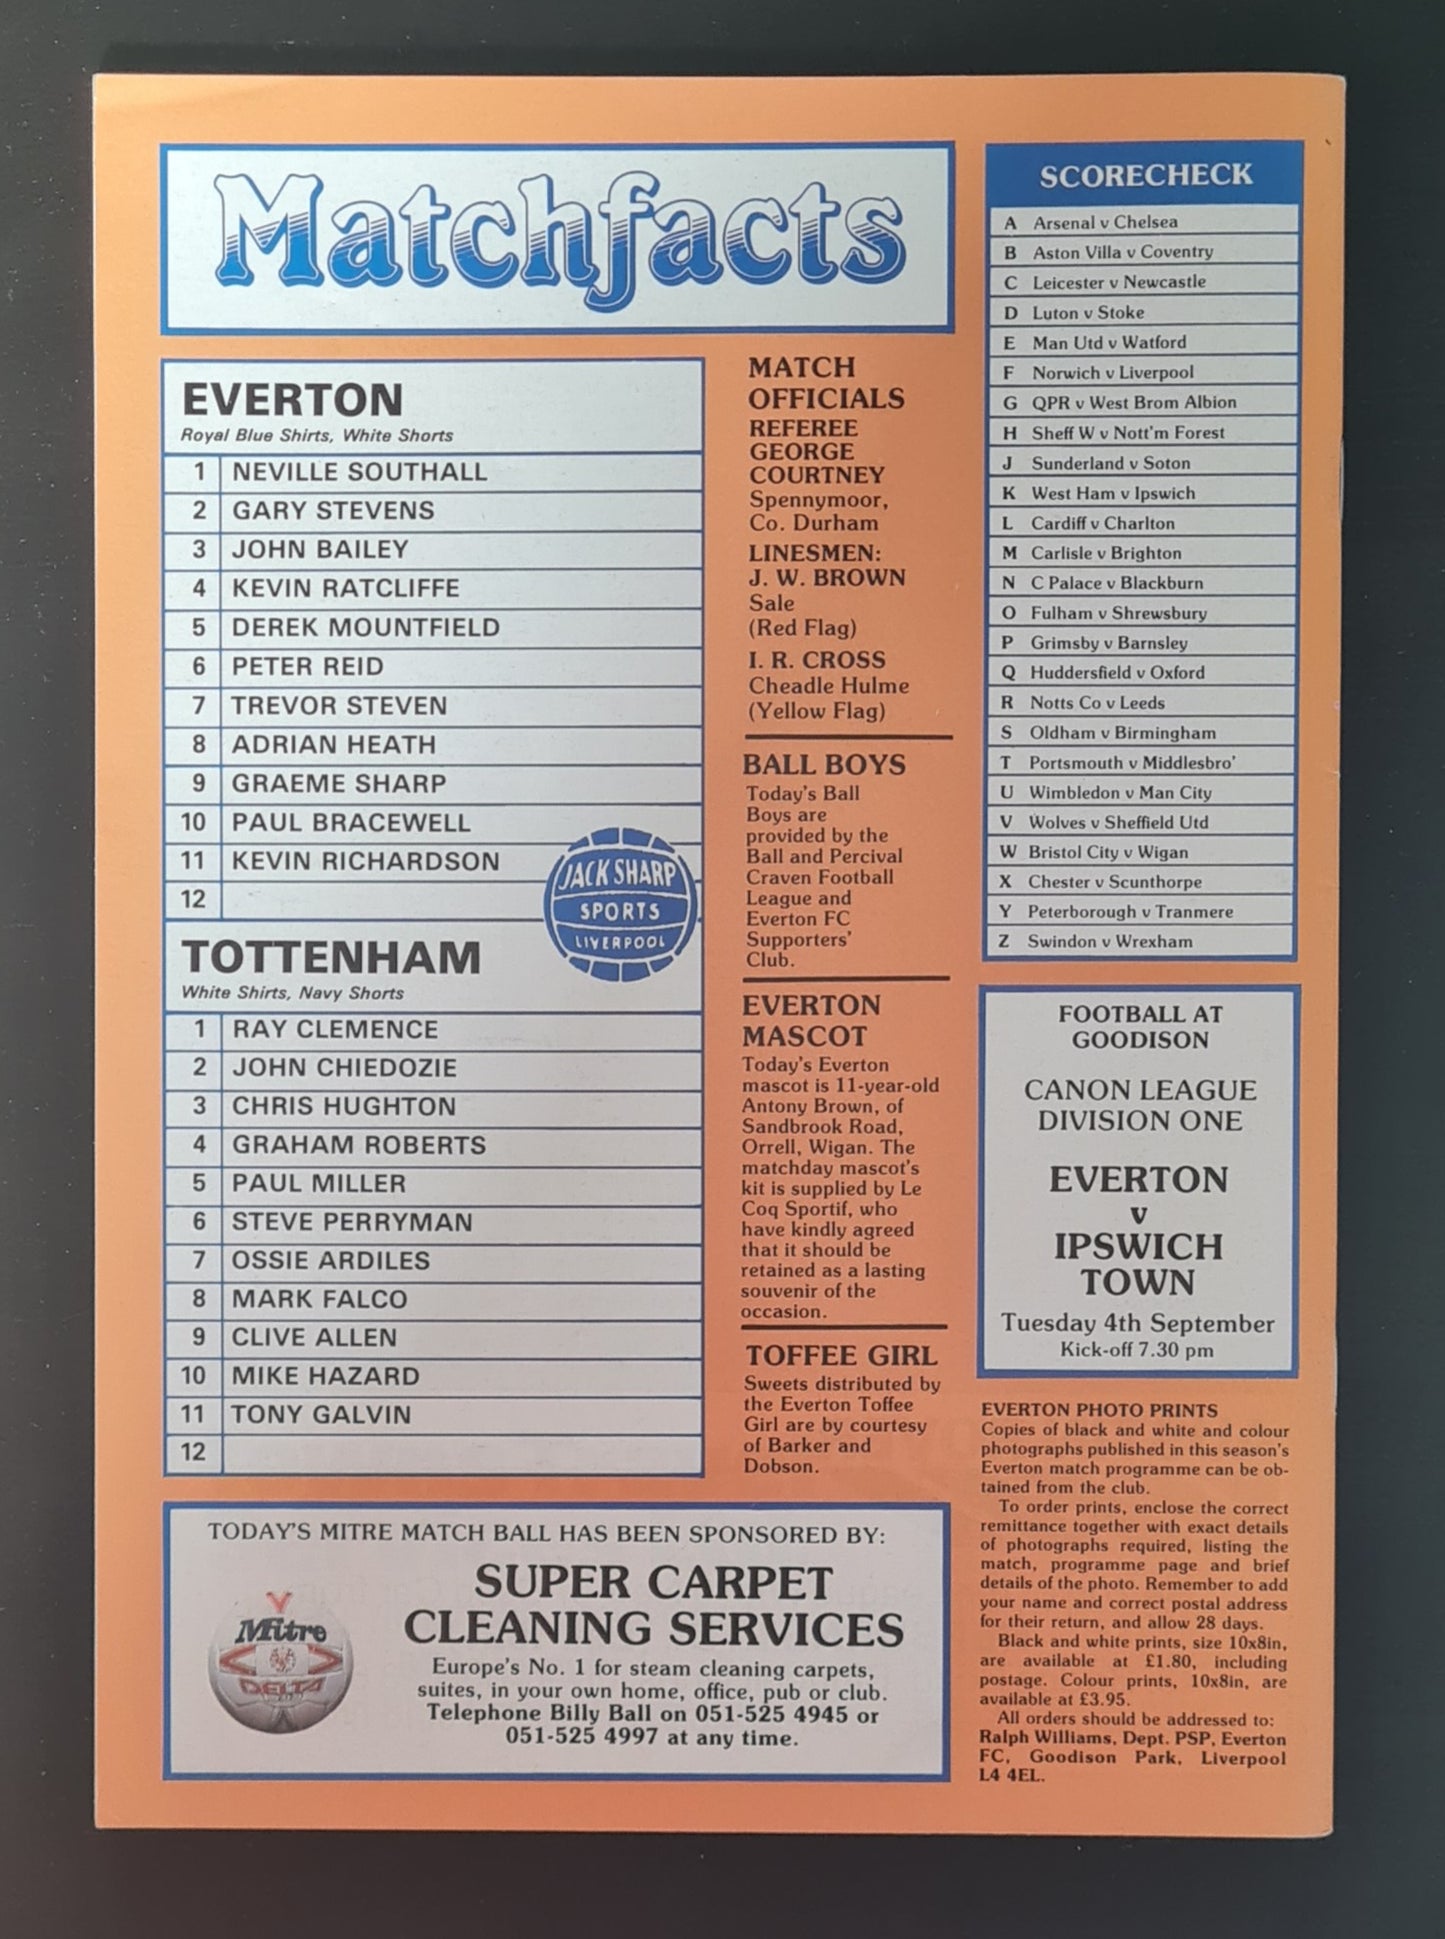 Matchfacts
EVERTON
Royal Blue Shirts, White Shorts
1 NEVILLE SOUTHALL
2 GARY STEVENS
3 JOHN BAILEY
4 KEVIN RATCLIFFE
5 DEREK MOUNTFIELD
6 PETER REID
7 TREVOR STEVEN
8 ADRIAN HEATH
9 GRAEME SHARP
10 PAUL BRACEWELL
11 KEVIN RICHARDSON
12
JACK SHARP
SPORTS
LIVERPOOL
TOTTENHAM
White Shirts, Navy Shorts
1 RAY CLEMENCE
2 JOHN CHIEDOZIE
3 CHRIS HUGHTON
4 GRAHAM ROBERTS
5 PAUL MILLER
6 STEVE PERRYMAN
7 OSSIE ARDILES
8 MARK FALCO
9 CLIVE ALLEN
10 MIKE HAZARD
11 TONY GALVIN
12
MATCH
OFFICIALS
REFEREE
GEORGE
COURTNEY
Spennymoor,
Co. Durham
LINESMEN:
J. W. BROWN
Sale
(Red Flag)
I. R. CROSS
Cheadle Hulme
(Yellow Flag)
BALL BOYS
Today's Ball
Boys are
provided by the
Ball and Percival
Craven Football
League and
Everton FC
Supporters'
Club.
EVERTON
MASCOT
Today's Everton
mascot is 11-year-old
Antony Brown, of
Sandbrook Road,
Orrell, Wigan. The
matchday mascot's
kit is supplied by Le
Coq Sportif, who
have kindly agreed
that it should be
retained as a lasting
souvenir of the
occasion.
TOFFEE GIRL
Sweets distributed by
the Everton Toffee
Girl are by courtesy
of Barker and
Dobson.
SCORECHECK
A Arsenal v Chelsea
B Aston Villa v Coventry
C Leicester v Newcastle
D Luton v Stoke
E Man Utd v Watford
F Norwich v Liverpool
G QPR v West Brom Albion
H Sheff W v Nott'm Forest
J Sunderland v Soton
K West Ham v Ipswich
L Cardiff v Charlton
M Carlisle v Brighton
N C Palace v Blackburn
O Fulham v Shrewsbury
P Grimsby v Barnsley
Q Huddersfield v Oxford
R Notts Co v Leeds
S Oldham v Birmingham
T Portsmouth v Middlesbro'
U Wimbledon v Man City
V Wolves v Sheffield Utd
W Bristol City v Wigan
X Chester v Scunthorpe
Y Peterborough v Tranmere
Z Swindon v Wrexham
FOOTBALL AT
GOODISON
CANON LEAGUE
DIVISION ONE
EVERTON
v
IPSWICH
TOWN
Tuesday 4th September
Kick-off 7.30 pm
EVERTON PHOTO PRINTS
Copies of black and white and colour
photographs published in this season's
Everton match programme can be ob-
tained from the club.
To order prints, enclose the correct
remittance together with exact details
of photographs required, listing the
match, programme page and brief
details of the photo. Remember to add
your name and correct postal address
for their return, and allow 28 days.
Black and white prints, size 10x8in,
are available at £1.80, including
postage. Colour prints, 10x8in, are
available at £3.95.
All orders should be addressed to:
Ralph Williams, Dept. PSP, Everton
FC, Goodison Park, Liverpool
L4 4EL.
TODAY'S MITRE MATCH BALL HAS BEEN SPONSORED BY:
SUPER CARPET
CLEANING SERVICES
Europe's No. 1 for steam cleaning carpets,
suites, in your own home, office, pub or club.
Telephone Billy Ball on 051-525 4945 or
051-525 4997 at any time.
Mitre
DELTA